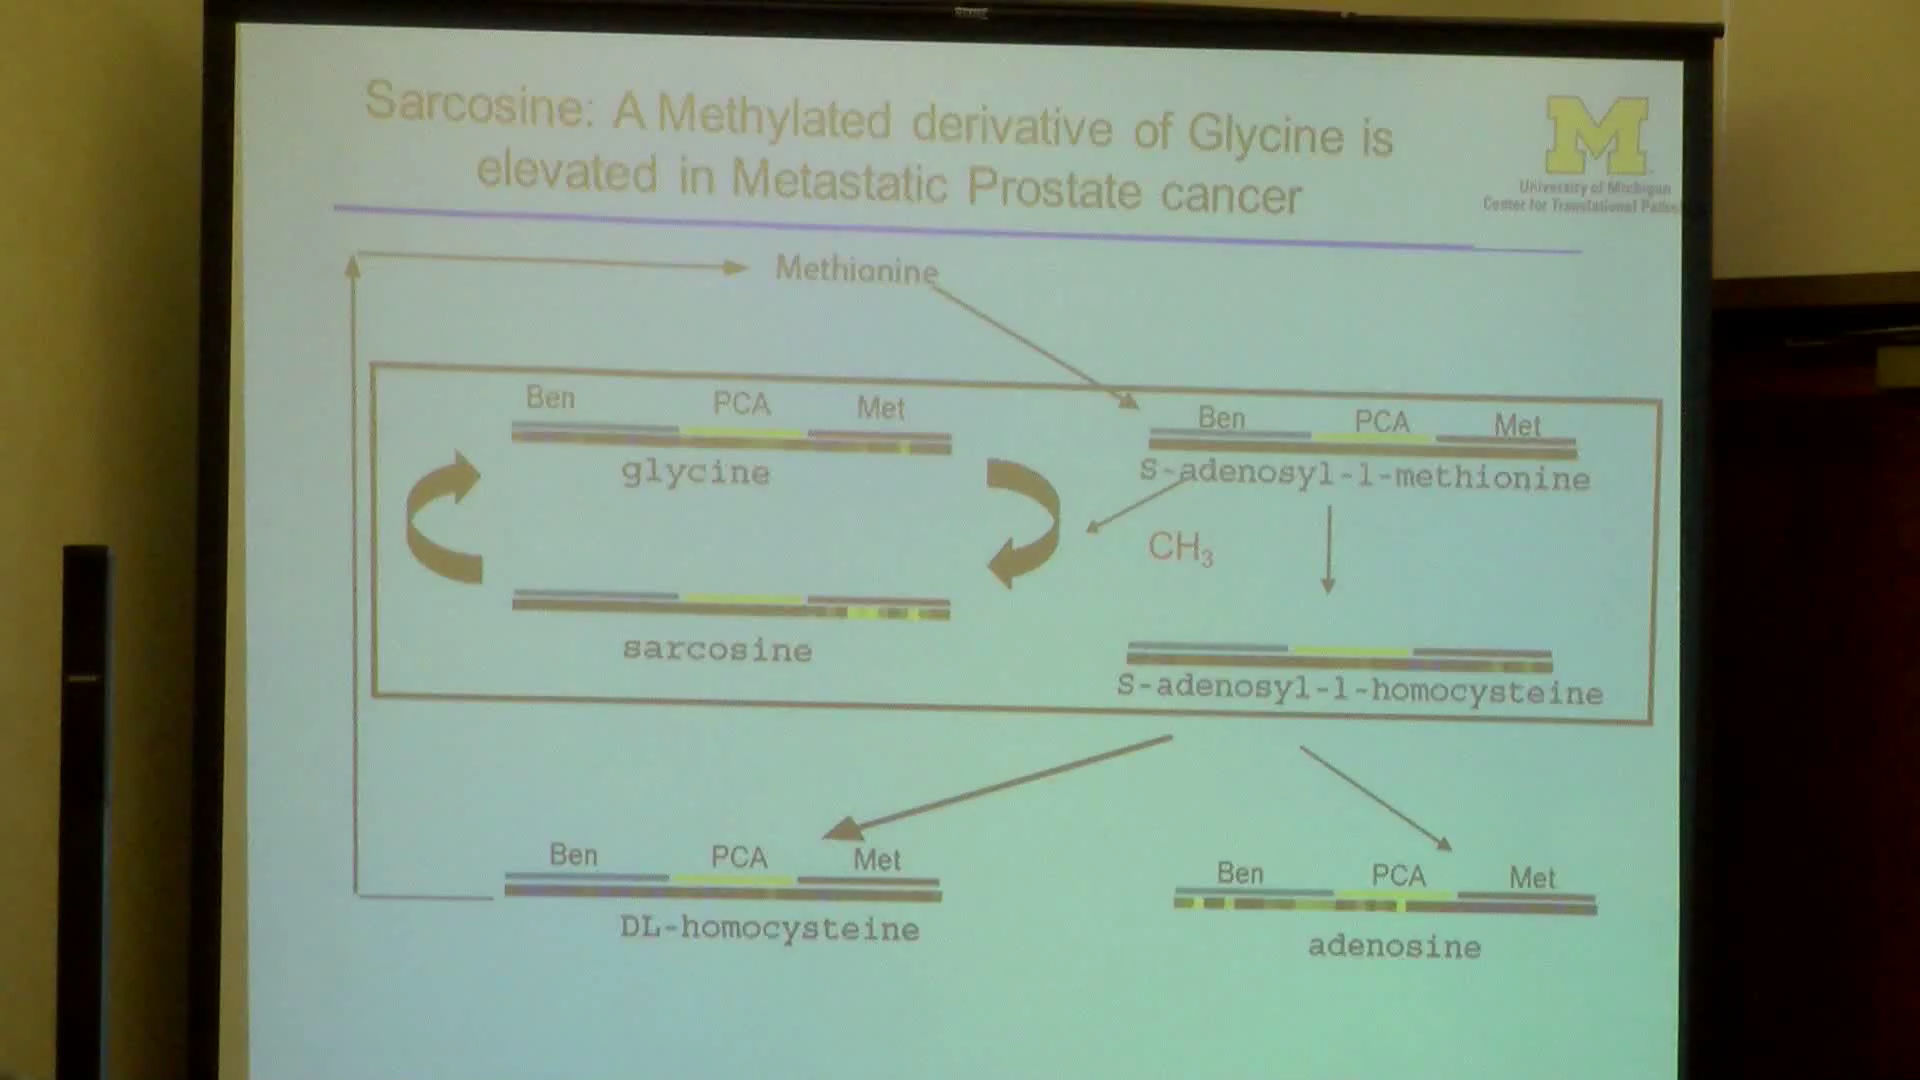 Sarcosine: A Methylated derivative of Glycine is
elevated in Metastatic Prostate cancer
M
University of Michigan
Center for Translational
Methionine
Ben PCA Met
glycine
Ben PCA Met
S-adenosyl-l-methionine
CH3
sarcosine
S-adenosyl-l-homocysteine
Ben PCA Met
DL-homocysteine
Ben PCA Met
adenosine